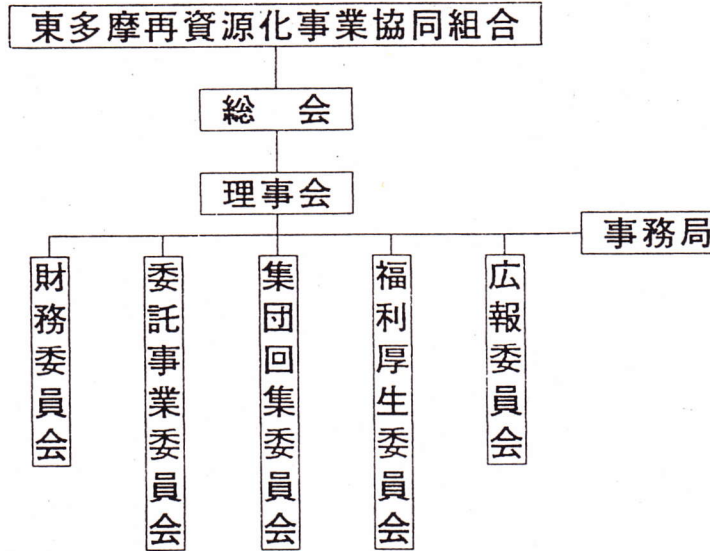 東多摩再資源化事業協同組合
総　会
理事会
事務局
財務委員会
委託事業委員会
集団回集委員会
福利厚生委員会
広報委員会